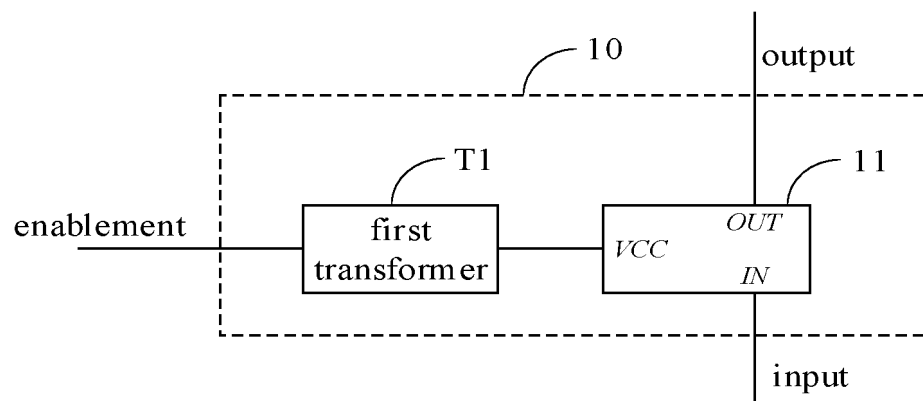 10
output
T1
11
enablement
first
transformer
VCC
OUT
IN
input